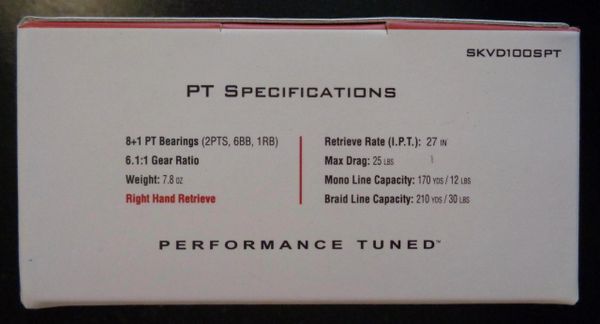 SKVD100SPT
PT SPECIFICATIONS
8+1 PT Bearings (2PTS, 6BB, 1RB)
6.1:1 Gear Ratio
Weight: 7.8 OZ
Right Hand Retrieve
Retrieve Rate (I.P.T.): 27 IN
Max Drag: 25 LBS
Mono Line Capacity: 170 YDS / 12 LBS
Braid Line Capacity: 210 YDS / 30 LBS
PERFORMANCE TUNED™